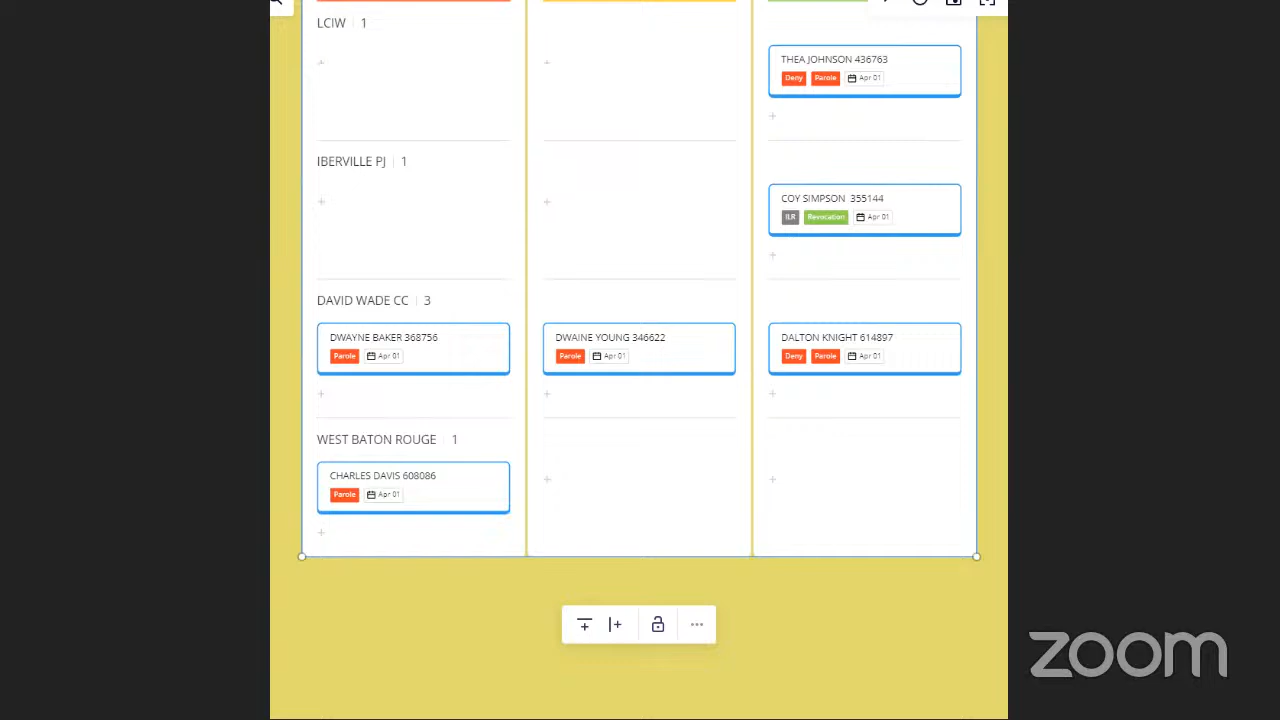 LCIW | 1
THEA JOHNSON 436763
Deny Parole Apr 01
IBERVILLE PJ | 1
COY SIMPSON 355144
ILR Revocation Apr 01
DAVID WADE CC | 3
DWAYNE BAKER 368756
Parole Apr 01
DWAINE YOUNG 346622
Parole Apr 01
DALTON KNIGHT 614897
Deny Parole Apr 01
WEST BATON ROUGE | 1
CHARLES DAVIS 608086
Parole Apr 01
zoom